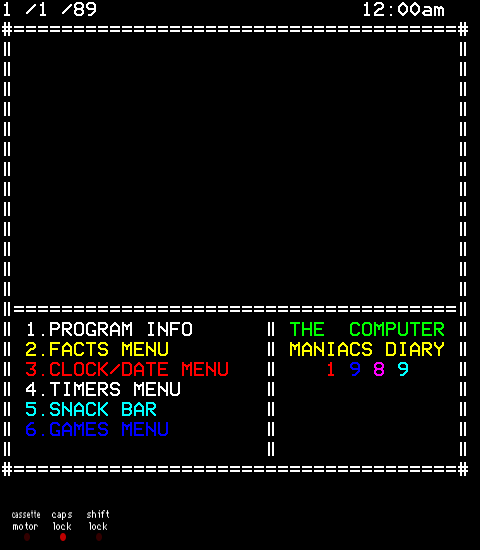 1 /1 /89 12:00am
1.PROGRAM INFO
2.FACTS MENU
3.CLOCK/DATE MENU
4.TIMERS MENU
5.SNACK BAR
6.GAMES MENU
THE COMPUTER
MANIACS DIARY
1 9 8 9
cassette motor
caps lock
shift lock